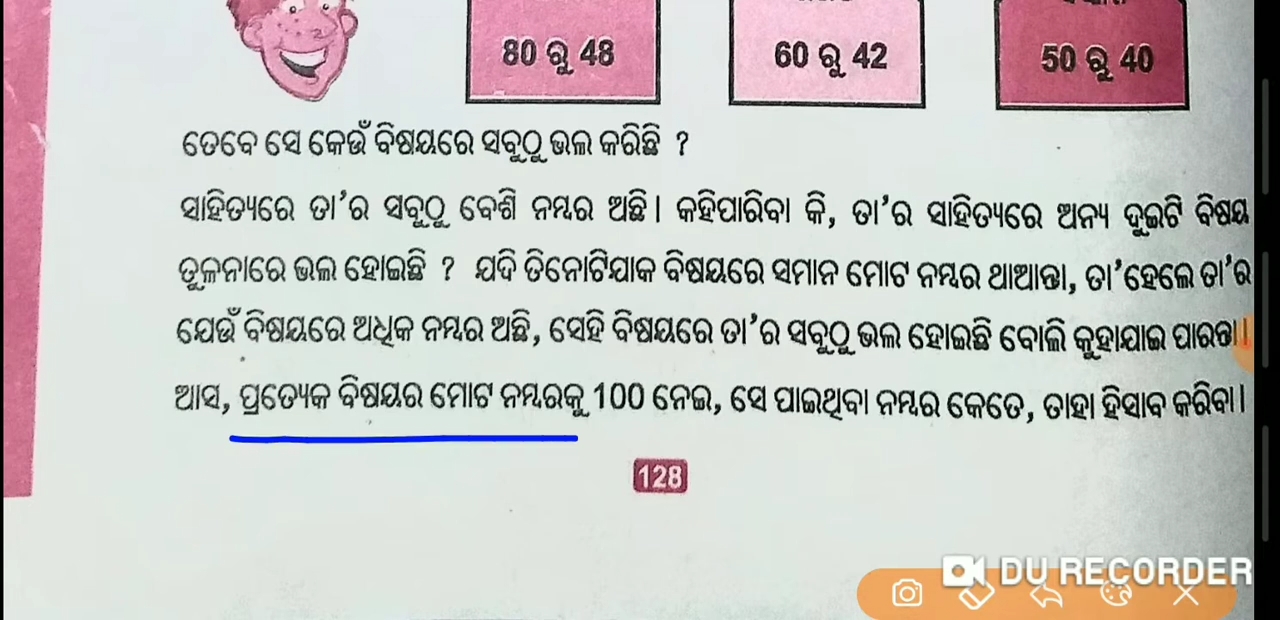 80 ରୁ 48 60 ରୁ 42 50 ରୁ 40
ତେବେ ସେ କେଉଁ ବିଷୟରେ ସବୁଠୁ ଭଲ କରିଛି ?
ସାହିତ୍ୟରେ ତା’ର ସବୁଠୁ ବେଶି ନମ୍ବର ଅଛି। କହିପାରିବା କି, ତା’ର ସାହିତ୍ୟରେ ଅନ୍ୟ ଦୁଇଟି ବିଷୟ
ତୁଳନାରେ ଭଲ ହୋଇଛି ? ଯଦି ତିନୋଟିଯାକ ବିଷୟରେ ସମାନ ମୋଟ ନମ୍ବର ଥାଆନ୍ତା, ତା’ହେଲେ ତା’ର
ଯେଉଁ ବିଷୟରେ ଅଧିକ ନମ୍ବର ଅଛି, ସେହି ବିଷୟରେ ତା’ର ସବୁଠୁ ଭଲ ହୋଇଛି ବୋଲି କୁହାଯାଇ ପାରନ୍ତା।
ଆସ, ପ୍ରତ୍ୟେକ ବିଷୟର ମୋଟ ନମ୍ବରକୁ 100 ନେଇ, ସେ ପାଇଥିବା ନମ୍ବର କେତେ, ତାହା ହିସାବ କରିବା।
128
DU RECORDER